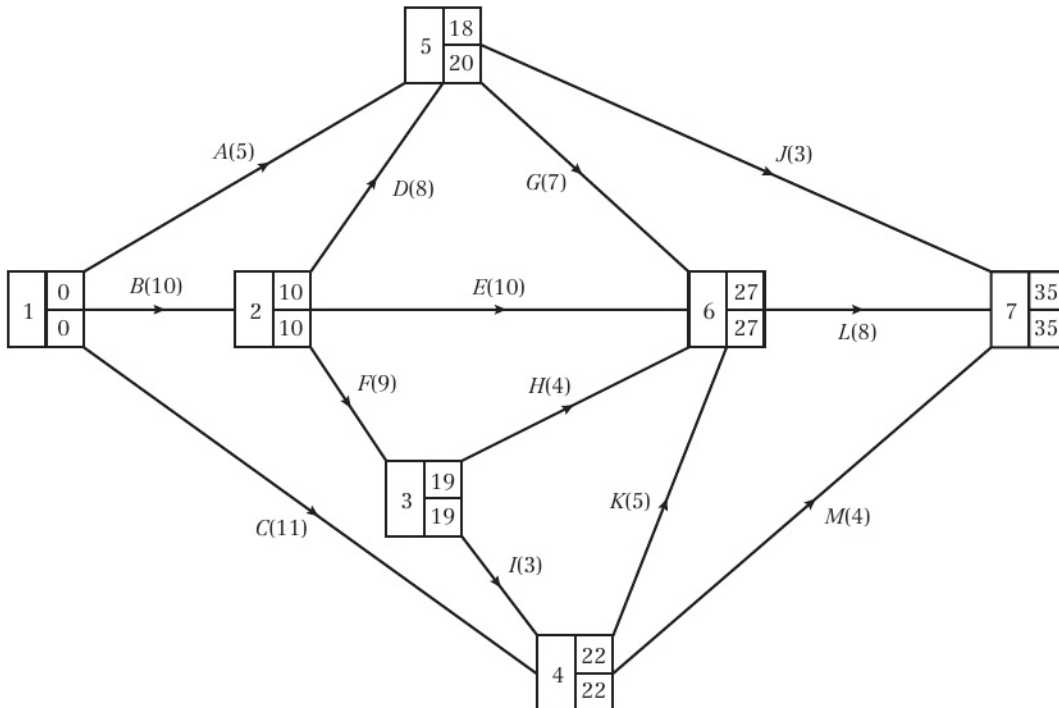 5 18
20
A(5)
D(8)
G(7)
J(3)
1 0
0
B(10)
2 10
10
E(10)
6 27
27
L(8)
7 35
35
F(9)
H(4)
3 19
19
C(11)
I(3)
K(5)
M(4)
4 22
22